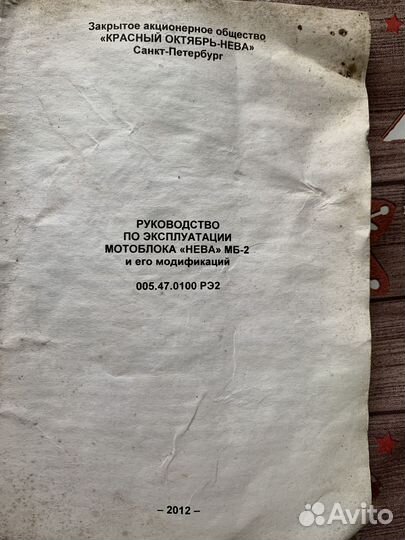 Закрытое акционерное общество
«КРАСНЫЙ ОКТЯБРЬ-НЕВА»
Санкт-Петербург
РУКОВОДСТВО
ПО ЭКСПЛУАТАЦИИ
МОТОБЛОКА «НЕВА» МБ-2
и его модификаций
005.47.0100 РЭ2
– 2012 –
Avito